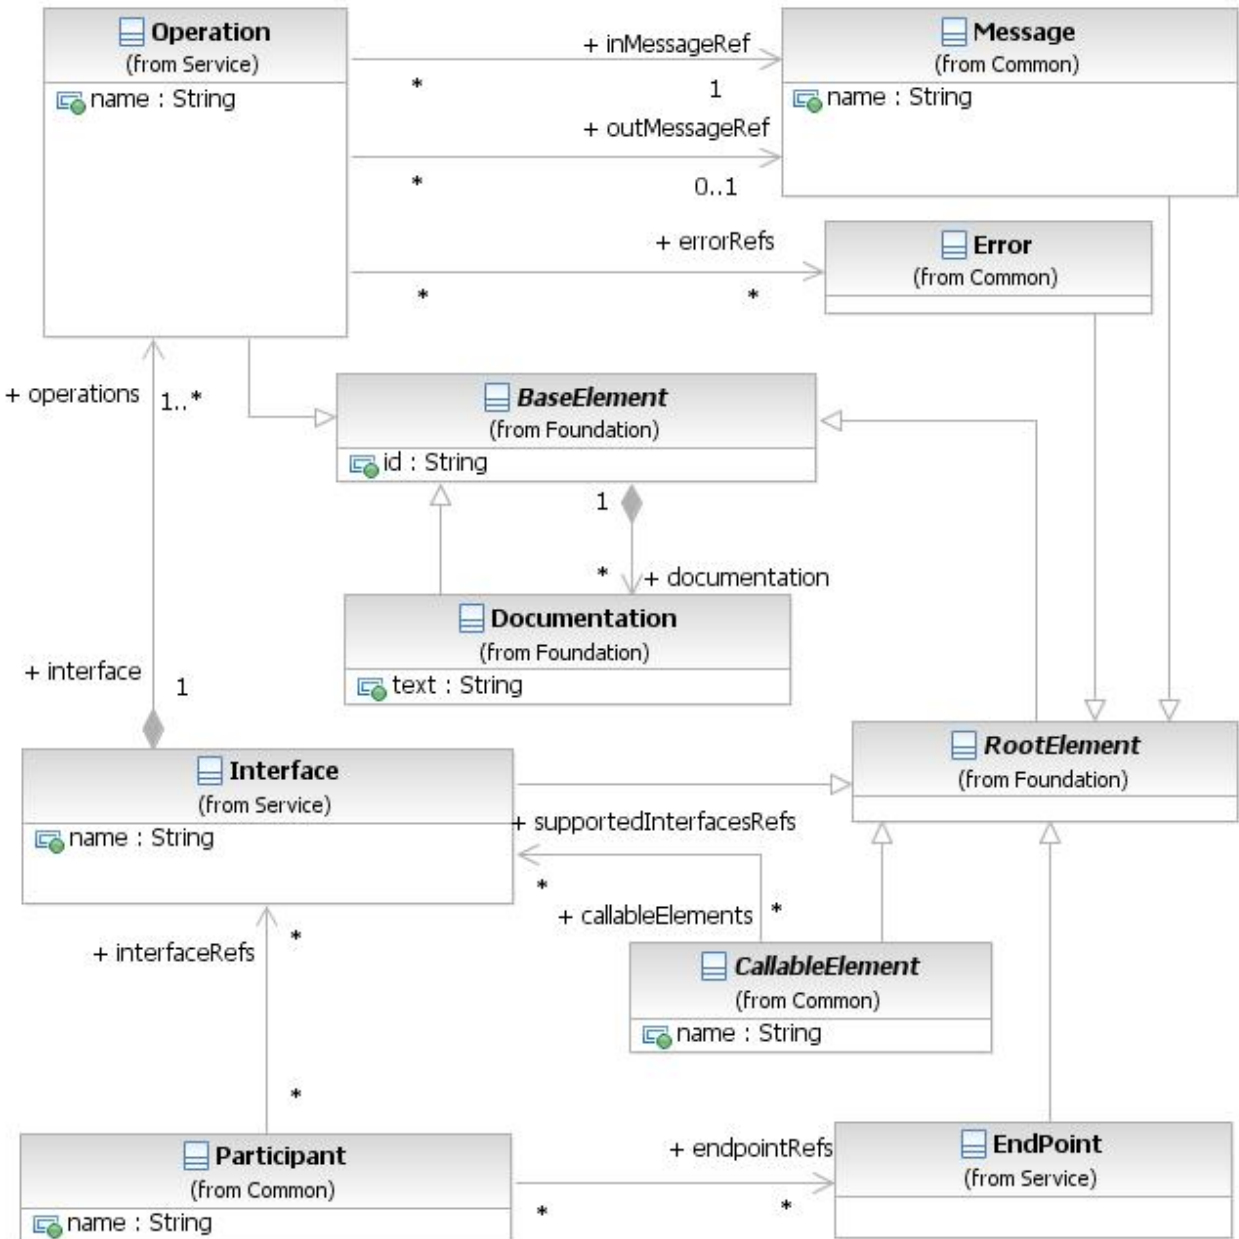 Operation
(from Service)
name : String
+ inMessageRef
*
1
+ outMessageRef
*
0..1
Message
(from Common)
name : String
+ errorRefs
*
*
Error
(from Common)
+ operations
1..*
BaseElement
(from Foundation)
id : String
1
*
+ documentation
Documentation
(from Foundation)
text : String
+ interface
1
Interface
(from Service)
name : String
RootElement
(from Foundation)
+ supportedInterfacesRefs
*
+ callableElements
*
+ interfaceRefs
*
CallableElement
(from Common)
name : String
*
Participant
(from Common)
name : String
+ endpointRefs
*
*
EndPoint
(from Service)